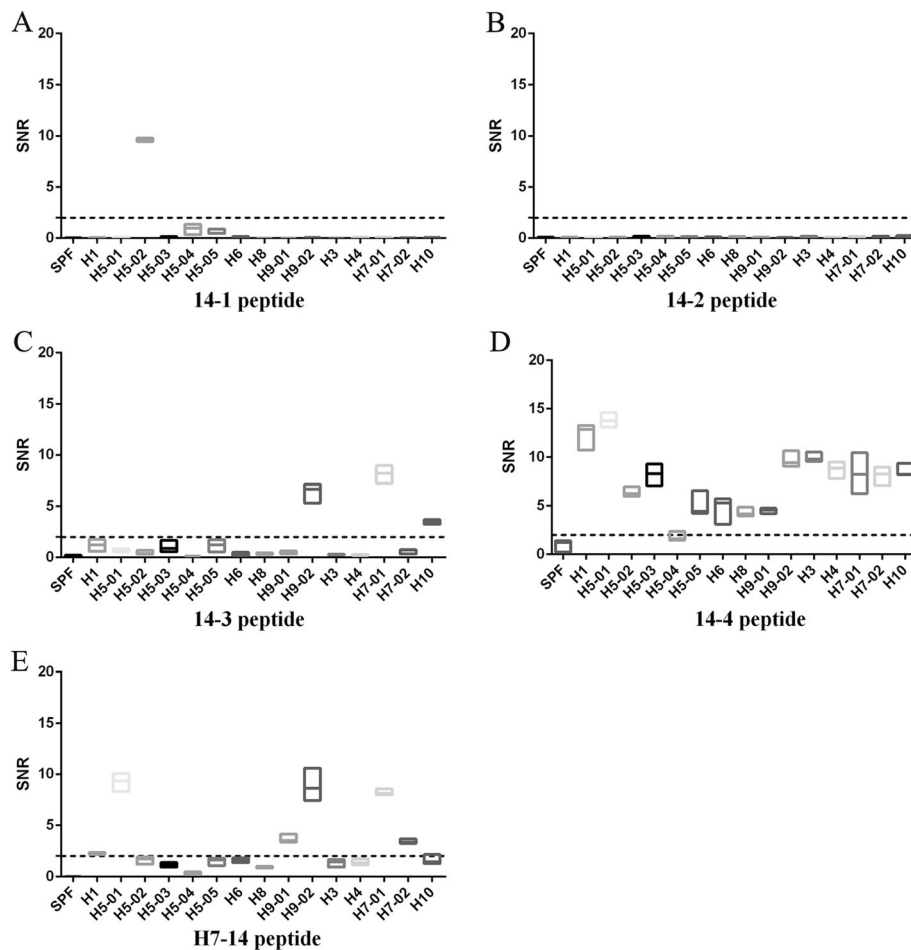 A
20
15
10
5
0
SNR
SPF
H1
H5-01
H5-02
H5-03
H5-04
H5-05
H6
H8
H9-01
H9-02
H3
H4
H7-01
H7-02
H10
14-1 peptide
B
20
15
10
5
0
SNR
SPF
H1
H5-01
H5-02
H5-03
H5-04
H5-05
H6
H8
H9-01
H9-02
H3
H4
H7-01
H7-02
H10
14-2 peptide
C
20
15
10
5
0
SNR
SPF
H1
H5-01
H5-02
H5-03
H5-04
H5-05
H6
H8
H9-01
H9-02
H3
H4
H7-01
H7-02
H10
14-3 peptide
D
20
15
10
5
0
SNR
SPF
H1
H5-01
H5-02
H5-03
H5-04
H5-05
H6
H8
H9-01
H9-02
H3
H4
H7-01
H7-02
H10
14-4 peptide
E
20
15
10
5
0
SNR
SPF
H1
H5-01
H5-02
H5-03
H5-04
H5-05
H6
H8
H9-01
H9-02
H3
H4
H7-01
H7-02
H10
H7-14 peptide